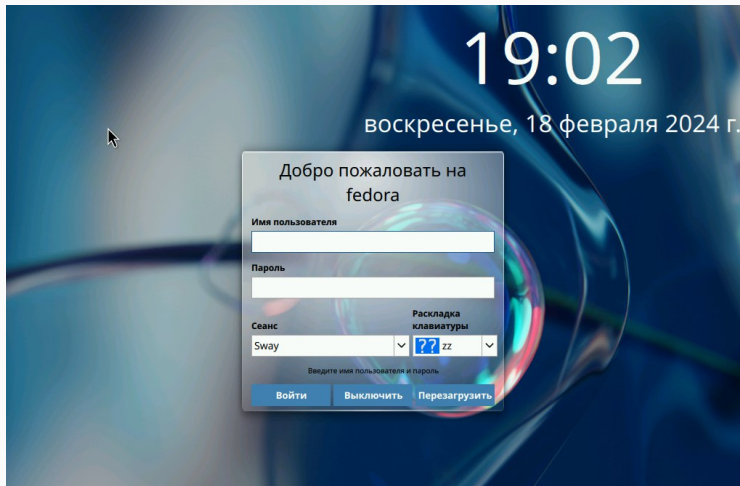 19:02
воскресенье, 18 февраля 2024 г.
Добро пожаловать на
fedora
Имя пользователя
Пароль
Сеанс
Раскладка
клавиатуры
Sway
?? zz
Введите имя пользователя и пароль
Войти Выключить Перезагрузить